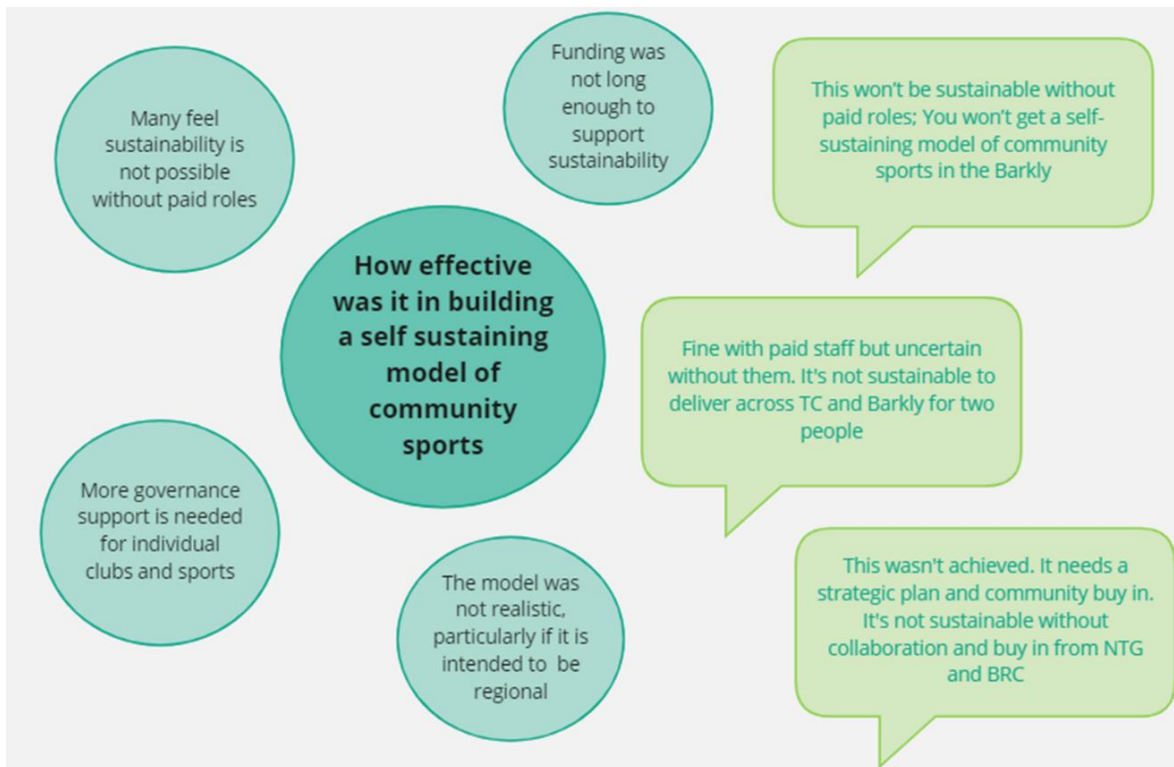 Many feel
sustainability is
not possible
without paid roles
Funding was
not long
enough to
support
sustainability
This won't be sustainable without
paid roles; You won't get a self-
sustaining model of community
sports in the Barkly
How effective
was it in building
a self sustaining
model of
community
sports
Fine with paid staff but uncertain
without them. It's not sustainable to
deliver across TC and Barkly for two
people
More governance
support is needed
for individual
clubs and sports
The model was
not realistic,
particularly if it is
intended to be
regional
This wasn't achieved. It needs a
strategic plan and community buy in.
It's not sustainable without
collaboration and buy in from NTG
and BRC